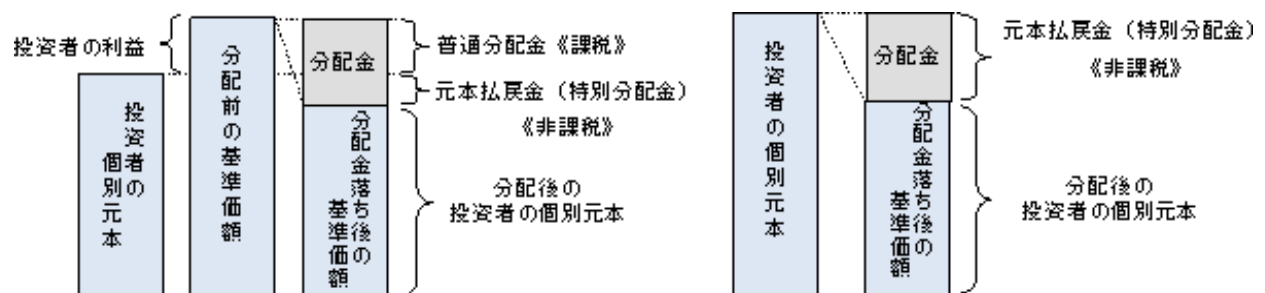 投資者の利益
投資者の
個別元本
分配前の基準価額
分配金
分配金落ち後の
基準価額
普通分配金《課税》
元本払戻金（特別分配金）
《非課税》
分配後の
投資者の個別元本
投資者の個別元本
分配金
分配金落ち後の
基準価額
元本払戻金（特別分配金）
《非課税》
分配後の
投資者の個別元本